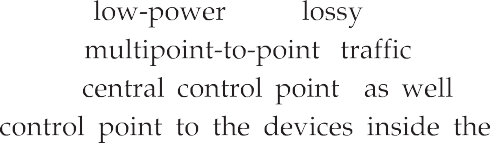 low-power lossy
multipoint-to-point traffic
central control point as well
control point to the devices inside the